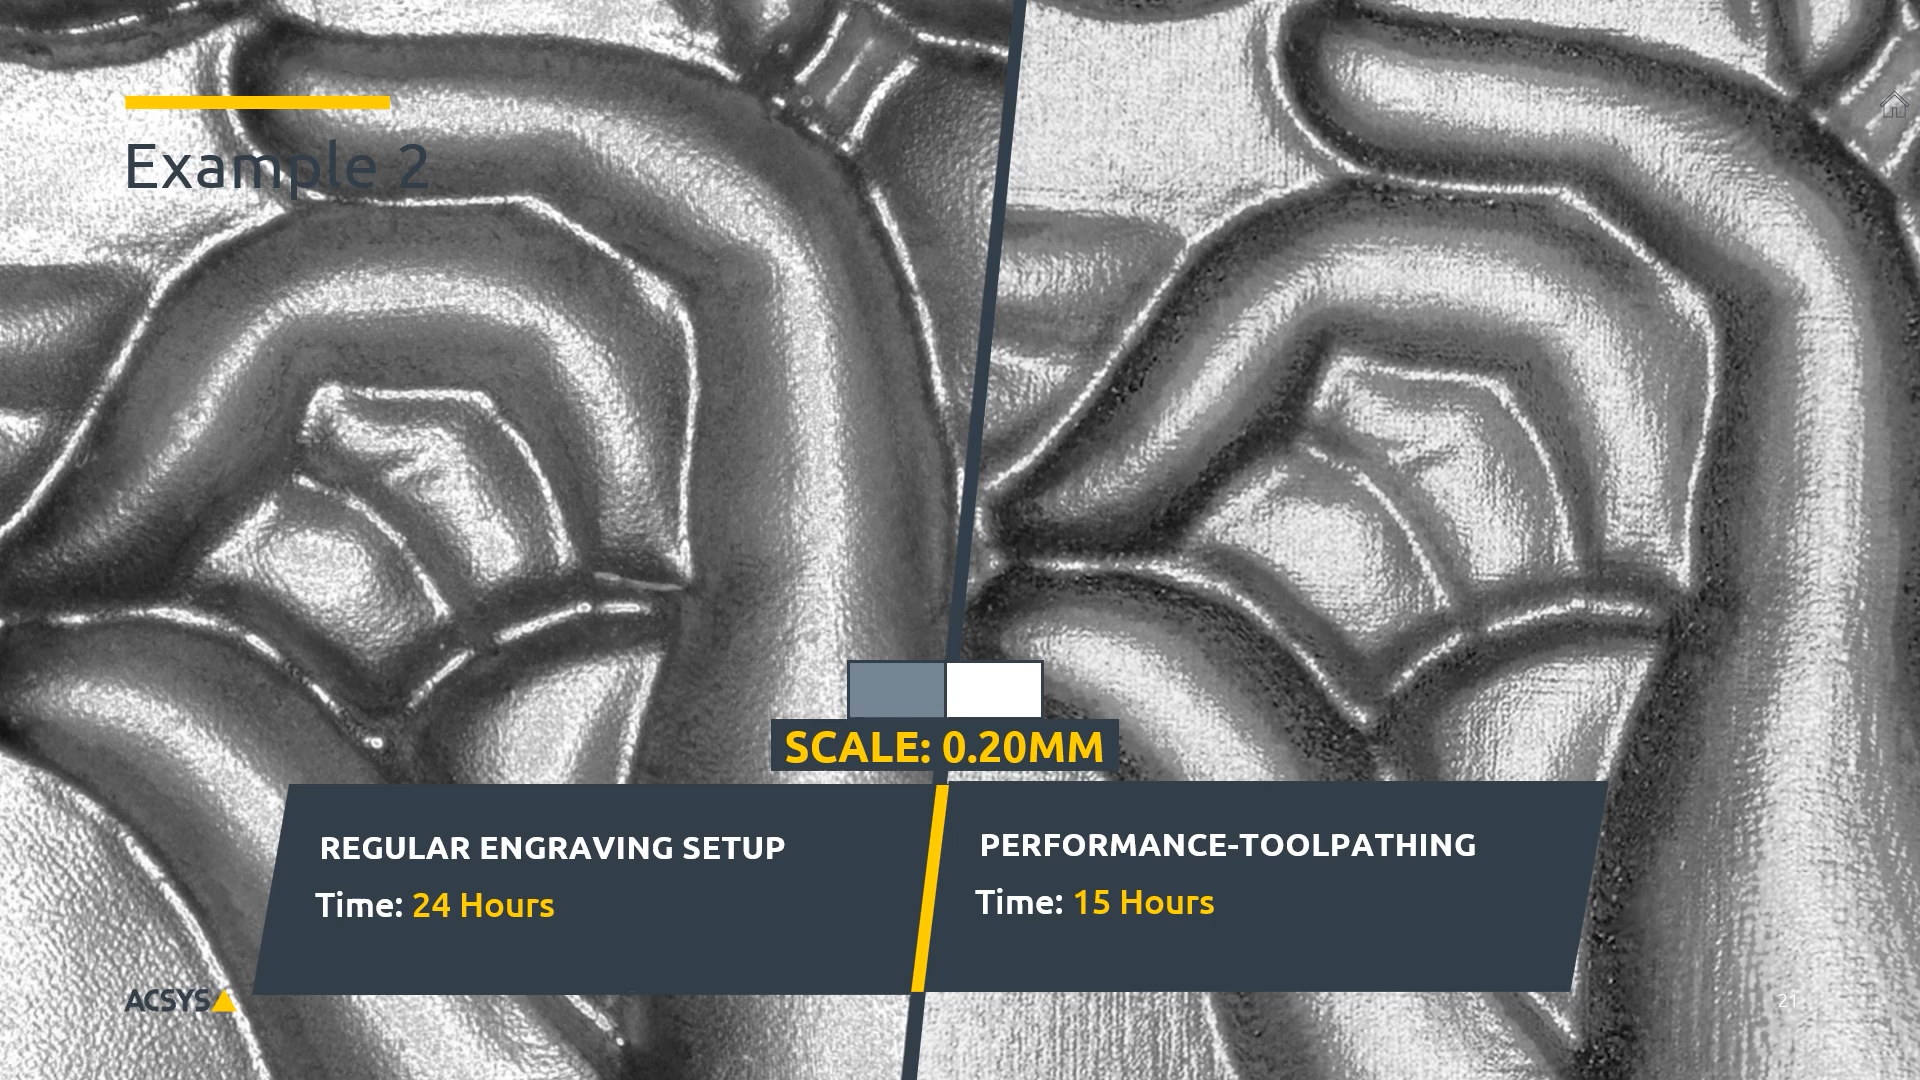 Example 2
SCALE: 0.20MM
REGULAR ENGRAVING SETUP
Time: 24 Hours
PERFORMANCE-TOOLPATHING
Time: 15 Hours
ACSYS
21